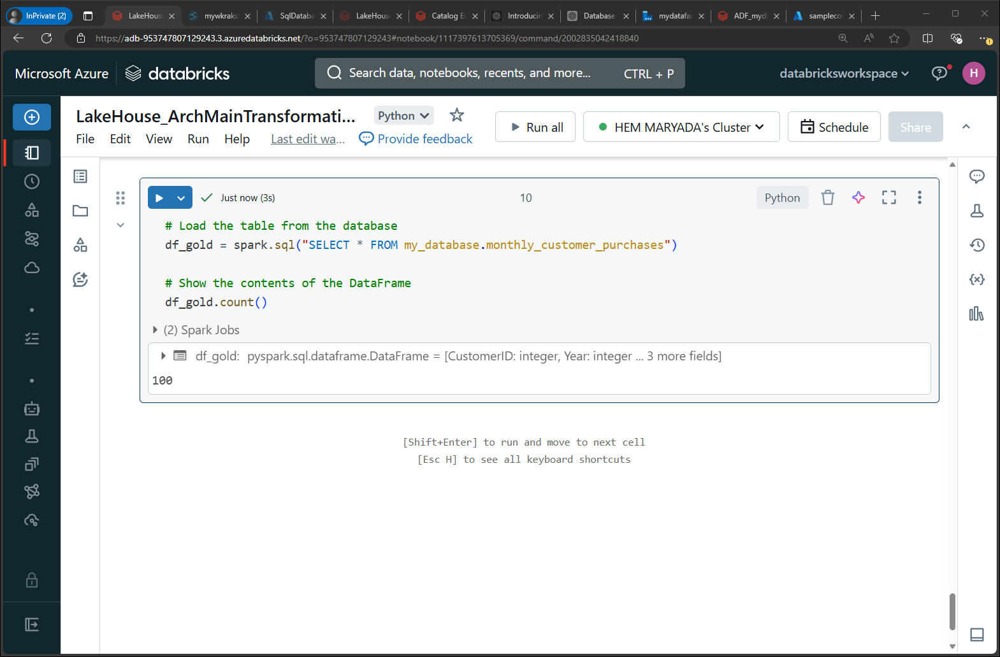 InPrivate (2)
LakeHous
mywkraks
SqlDataba
LakeHous
Catalog E
Introducin
Database
mydatafac
ADF_myd
sampleco
https://adb-953747807129243.3.azuredatabricks.net/?o=953747807129243#notebook/1117397613705369/command/2002835042418840
Microsoft Azure
databricks
Search data, notebooks, recents, and more...
CTRL + P
databricksworkspace
H
LakeHouse_ArchMainTransformati...
Python
File Edit View Run Help Last edit wa... Provide feedback
Run all
HEM MARYADA's Cluster
Schedule
Share
Just now (3s)
10
Python
# Load the table from the database
df_gold = spark.sql("SELECT * FROM my_database.monthly_customer_purchases")
# Show the contents of the DataFrame
df_gold.count()
(2) Spark Jobs
df_gold: pyspark.sql.dataframe.DataFrame = [CustomerID: integer, Year: integer ... 3 more fields]
100
[Shift+Enter] to run and move to next cell
[Esc H] to see all keyboard shortcuts